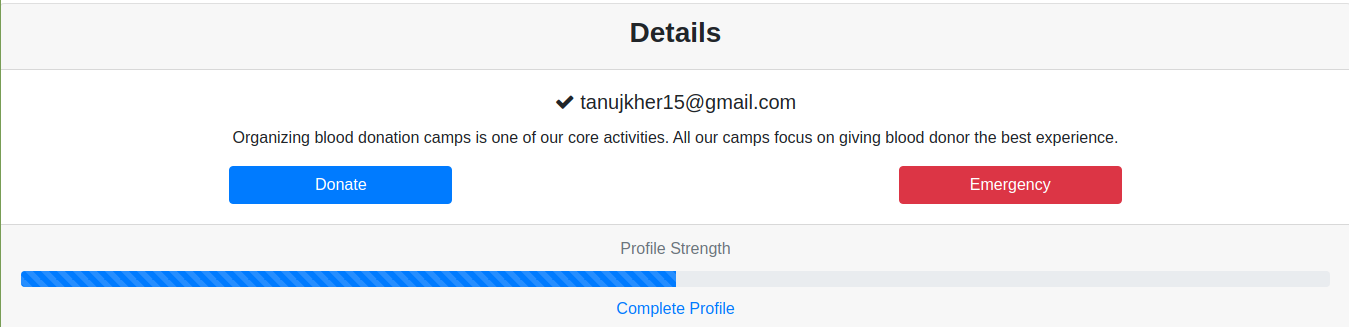 Details
tanujkher15@gmail.com
Organizing blood donation camps is one of our core activities. All our camps focus on giving blood donor the best experience.
Donate
Emergency
Profile Strength
Complete Profile